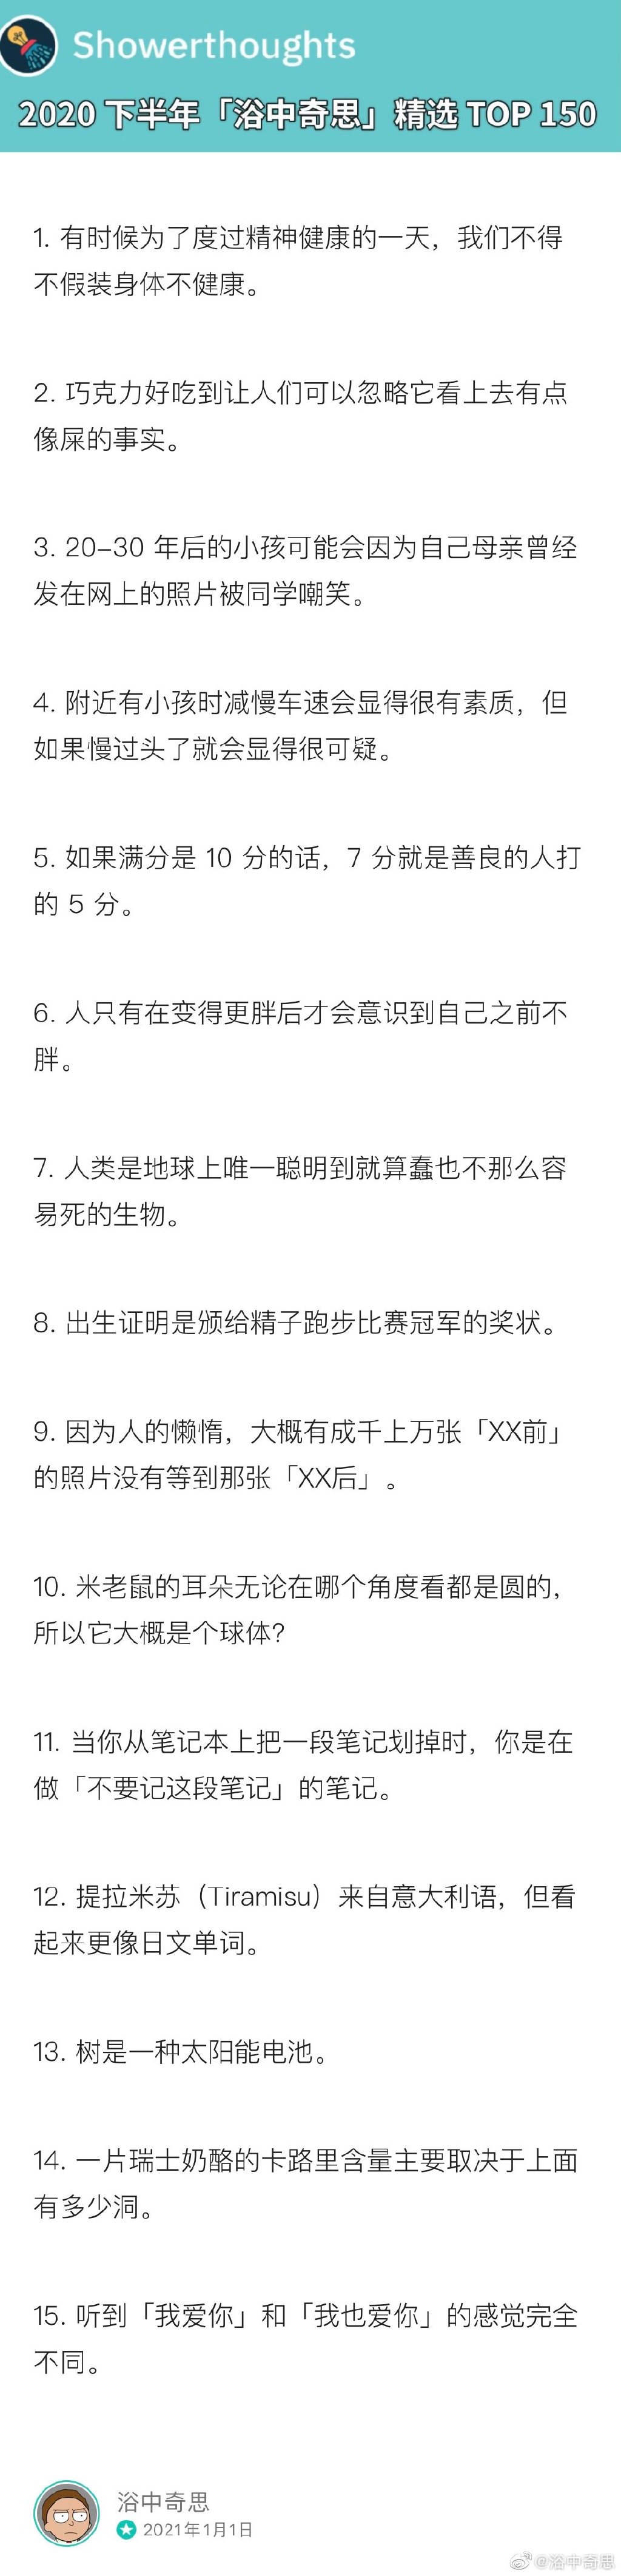 Showerthoughts
2020 下半年「浴中奇思」精选 TOP 150
1. 有时候为了度过精神健康的一天，我们不得
不假装身体不健康。
2. 巧克力好吃到让人们可以忽略它看上去有点
像屎的事实。
3. 20–30 年后的小孩可能会因为自己母亲曾经
发在网上的照片被同学嘲笑。
4. 附近有小孩时减慢车速会显得很有素质，但
如果慢过头了就会显得很可疑。
5. 如果满分是 10 分的话，7 分就是善良的人打
的 5 分。
6. 人只有在变得更胖后才会意识到自己之前不
胖。
7. 人类是地球上唯一聪明到就算蠢也不那么容
易死的生物。
8. 出生证明是颁给精子跑步比赛冠军的奖状。
9. 因为人的懒惰，大概有成千上万张「XX前」
的照片没有等到那张「XX后」。
10. 米老鼠的耳朵无论在哪个角度看都是圆的，
所以它大概是个球体？
11. 当你从笔记本上把一段笔记划掉时，你是在
做「不要记这段笔记」的笔记。
12. 提拉米苏（Tiramisu）来自意大利语，但看
起来更像日文单词。
13. 树是一种太阳能电池。
14. 一片瑞士奶酪的卡路里含量主要取决于上面
有多少洞。
15. 听到「我爱你」和「我也爱你」的感觉完全
不同。
浴中奇思
2021年1月1日
@浴中奇思